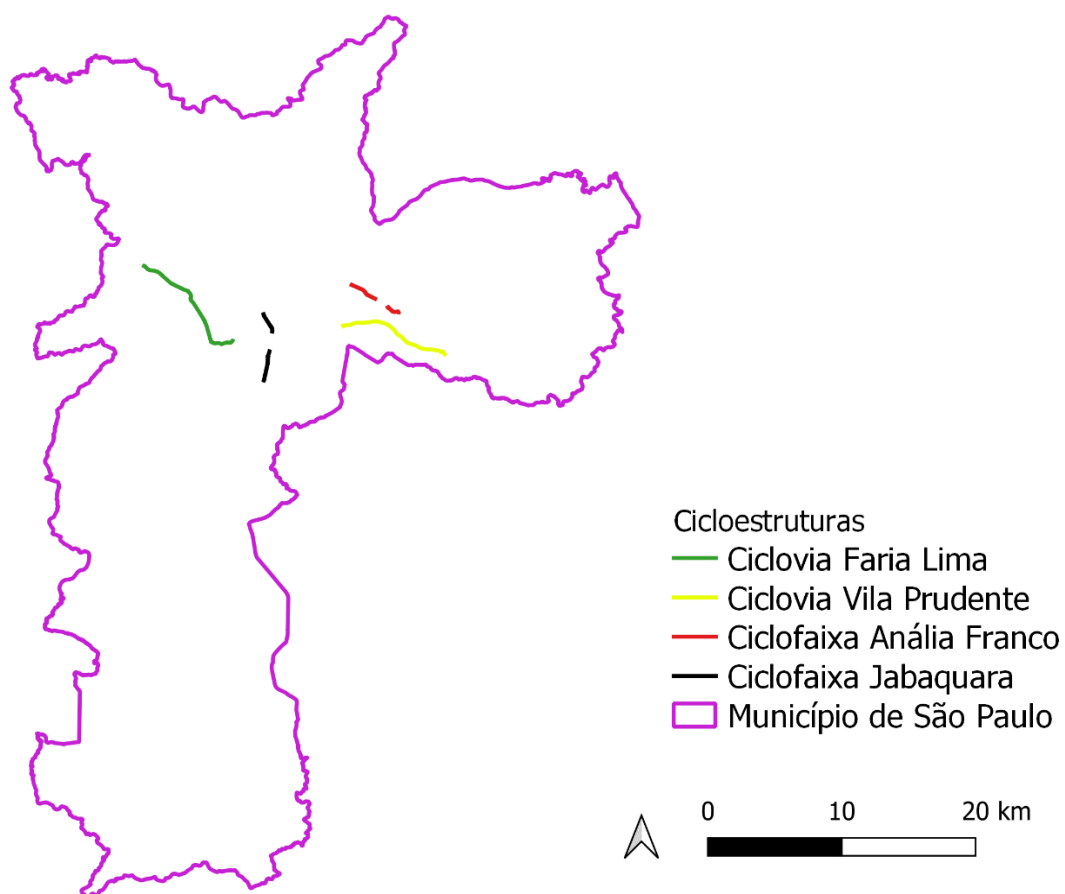 Cicloestruturas
Ciclovia Faria Lima
Ciclovia Vila Prudente
Ciclofaixa Anália Franco
Ciclofaixa Jabaquara
Município de São Paulo
0 10 20 km